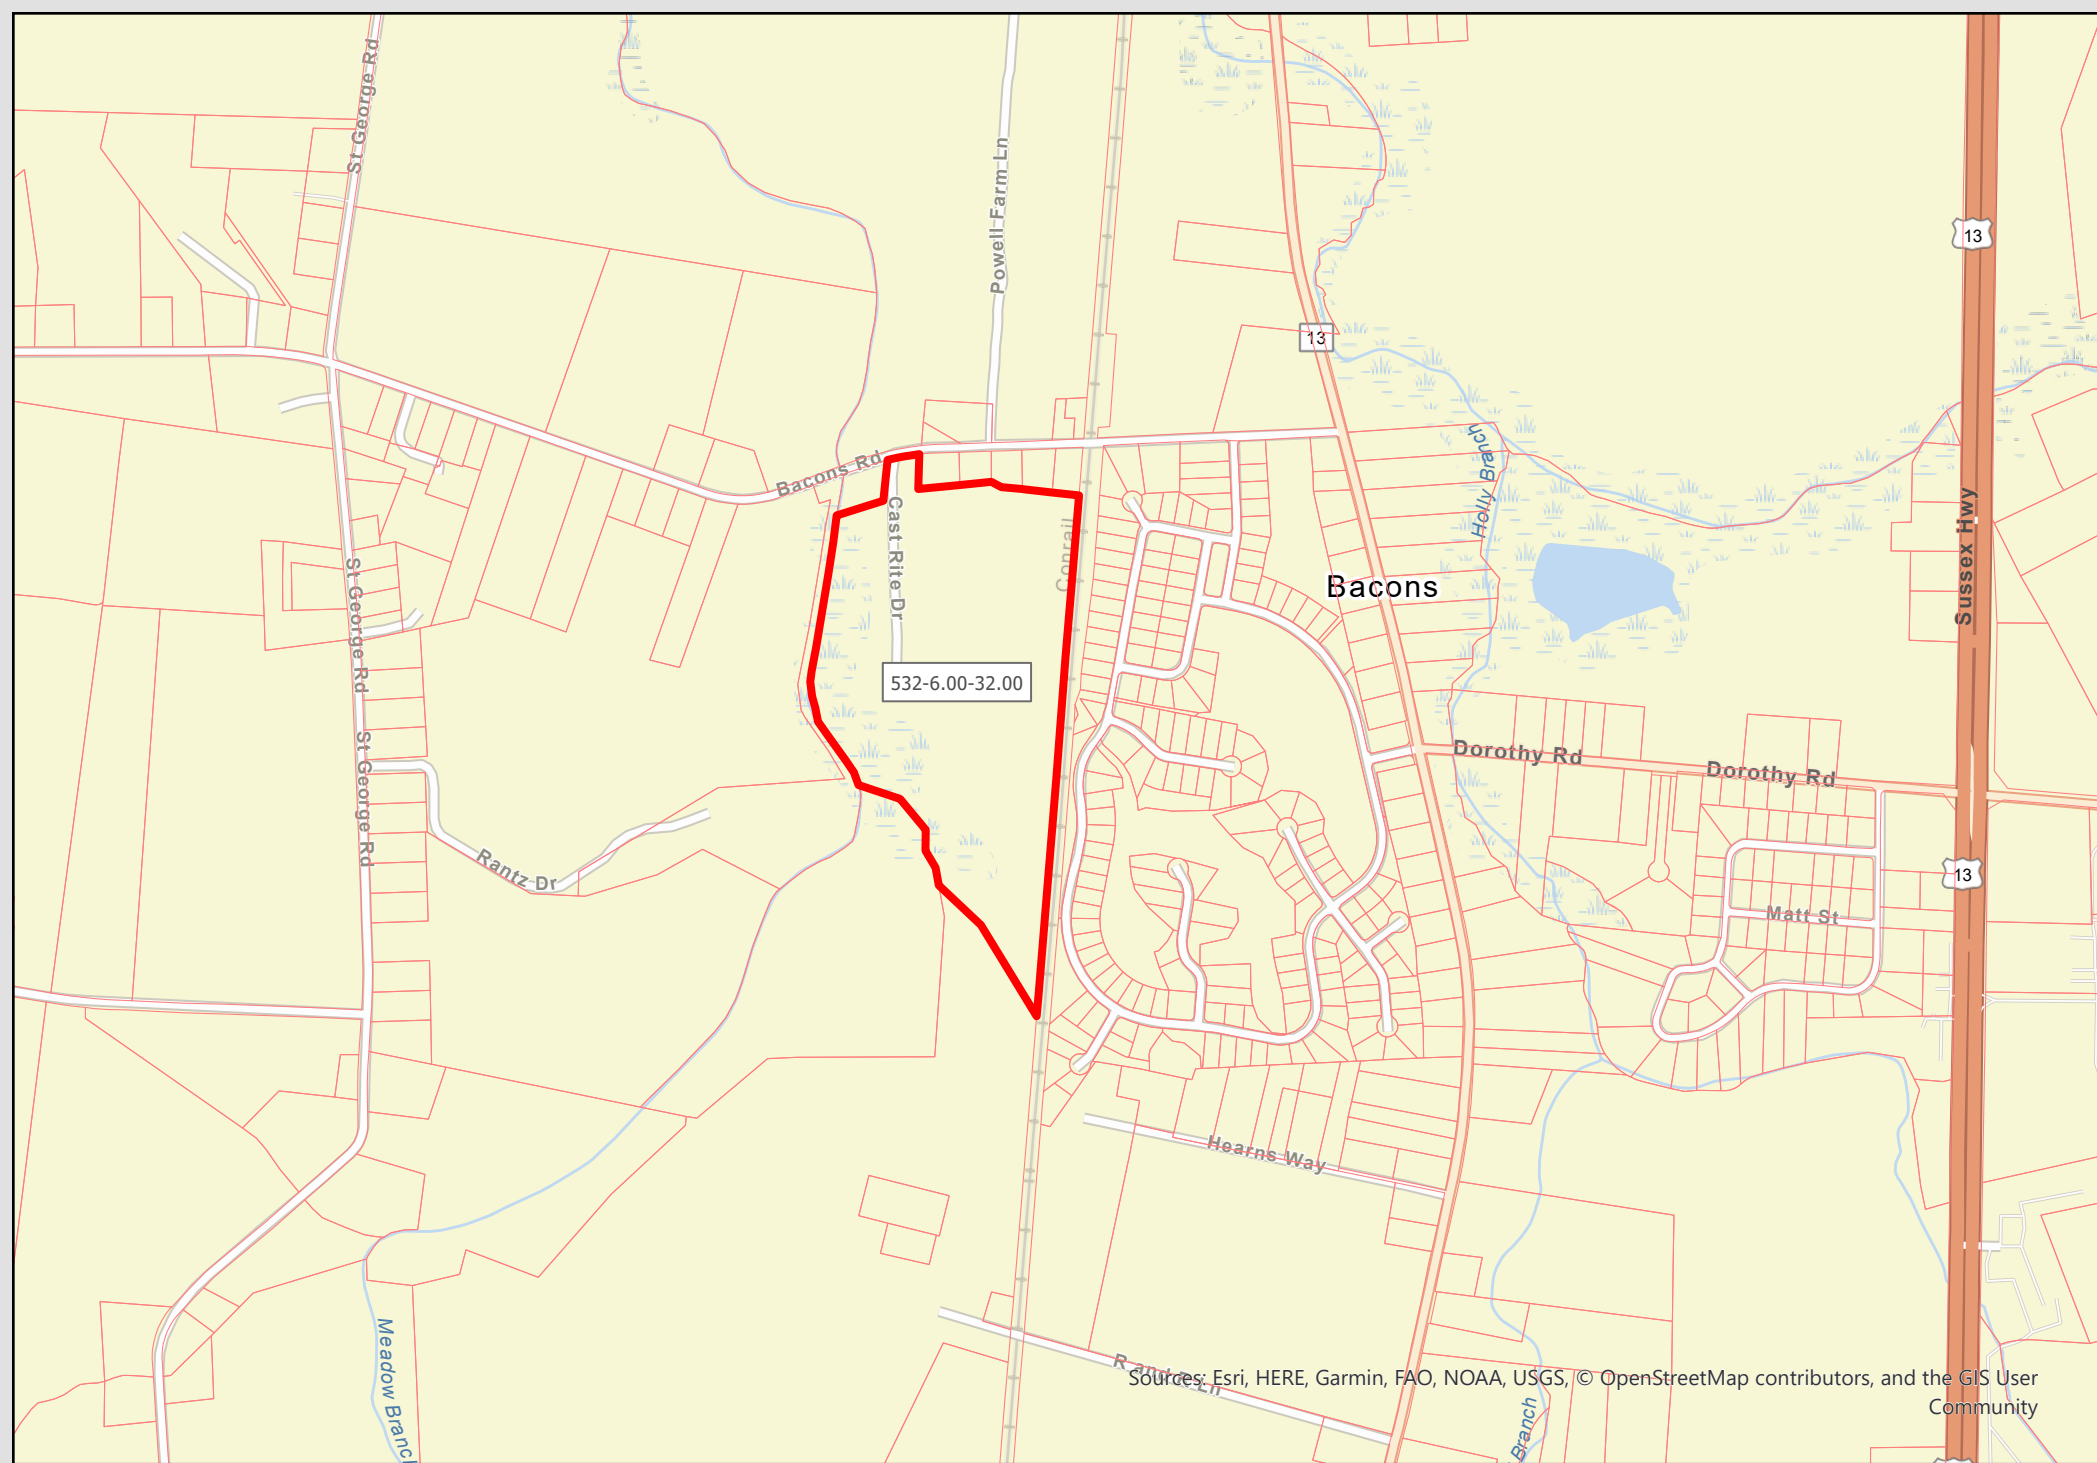 St George Rd
Powell Farm Ln
13
13
Bacons Rd
Cast Rite Dr
Conrail
Holly Branch
Sussex Hwy
Bacons
St George Rd
532-6.00-32.00
St George Rd
Dorothy Rd
Dorothy Rd
Rantz Dr
13
Matt St
Hearns Way
Meadow Branch
R and R Ln
Branch
Sources: Esri, HERE, Garmin, FAO, NOAA, USGS, © OpenStreetMap contributors, and the GIS User
Community